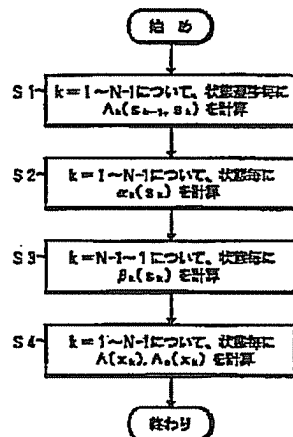 始め
S1 k=1~N-1について、状態遷移毎に
Λk(sk-1, sk) を計算
S2 k=1~N-1について、状態毎に
αk(sk) を計算
S3 k=N-1~1について、状態毎に
βk(sk) を計算
S4 k=1~N-1について、状態毎に
Λ(xk), Λe(xk) を計算
終わり